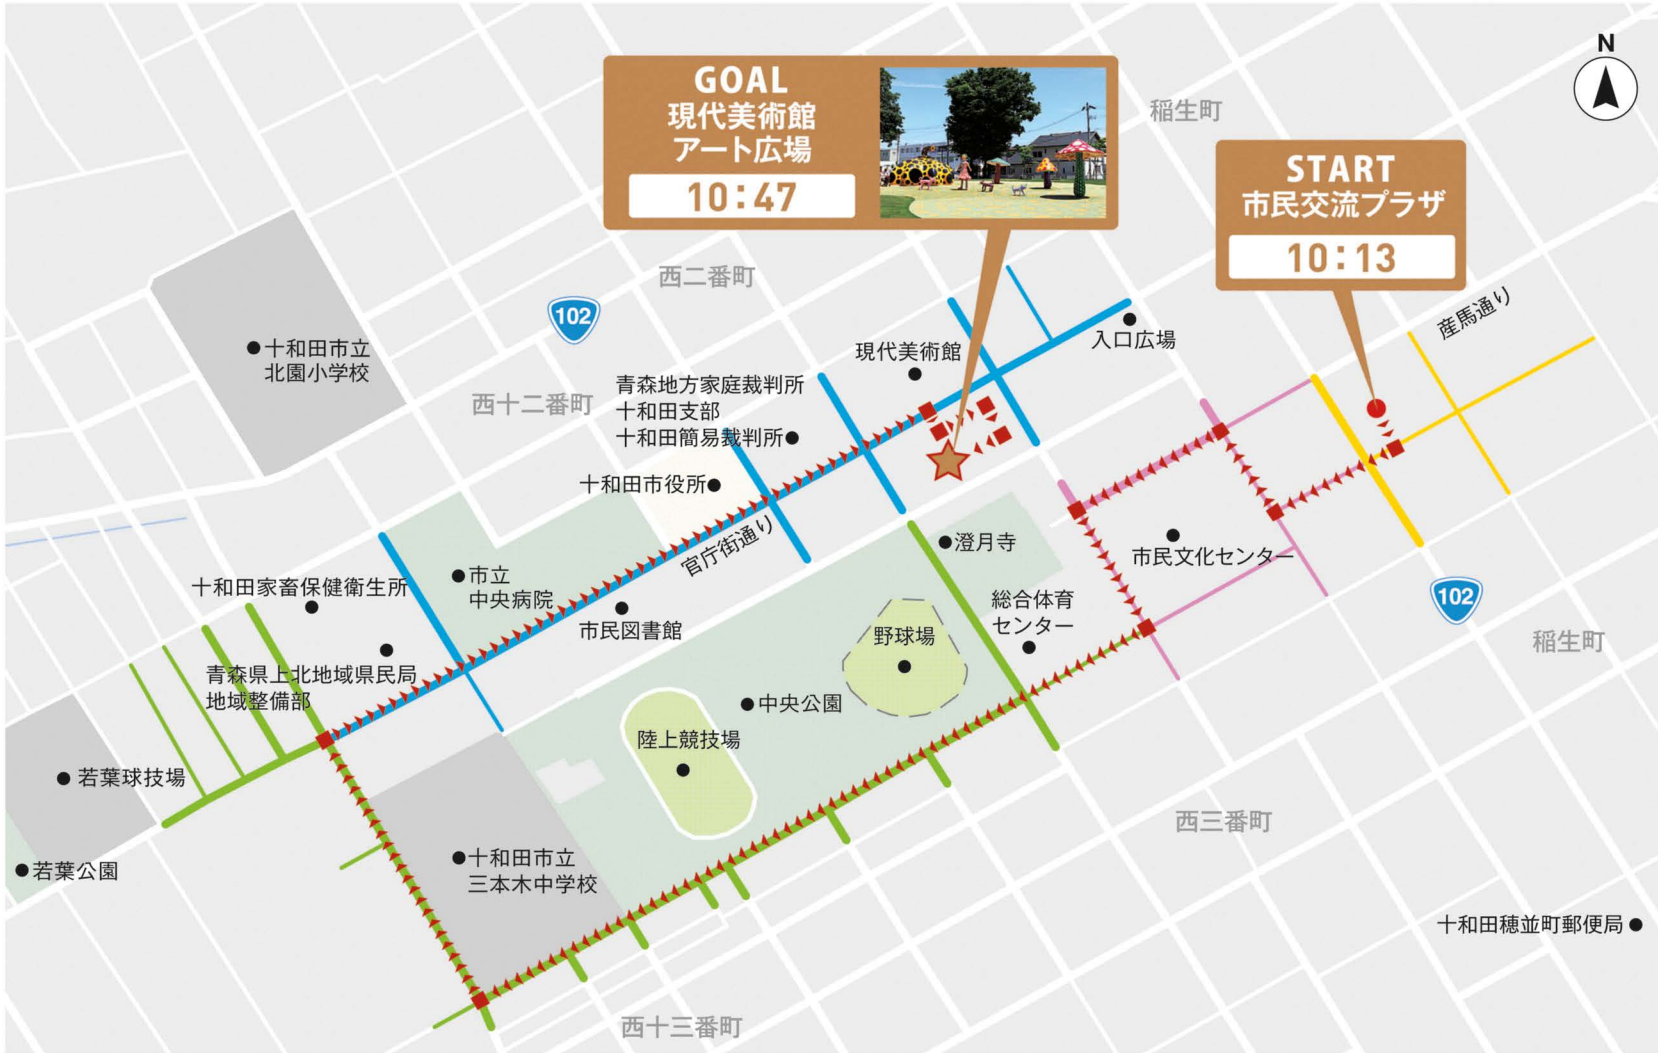 N
GOAL
現代美術館
アート広場
10:47
稲生町
START
市民交流プラザ
10:13
西二番町
102
産馬通り
十和田市立
北園小学校
現代美術館
入口広場
西十二番町
青森地方家庭裁判所
十和田支部
十和田簡易裁判所
十和田市役所
官庁街通り
澄月寺
市民文化センター
十和田家畜保健衛生所
市立
中央病院
市民図書館
総合体育
センター
102
野球場
稲生町
青森県上北地域県民局
地域整備部
中央公園
陸上競技場
若葉球技場
西三番町
若葉公園
十和田市立
三本木中学校
十和田穂並町郵便局
西十三番町